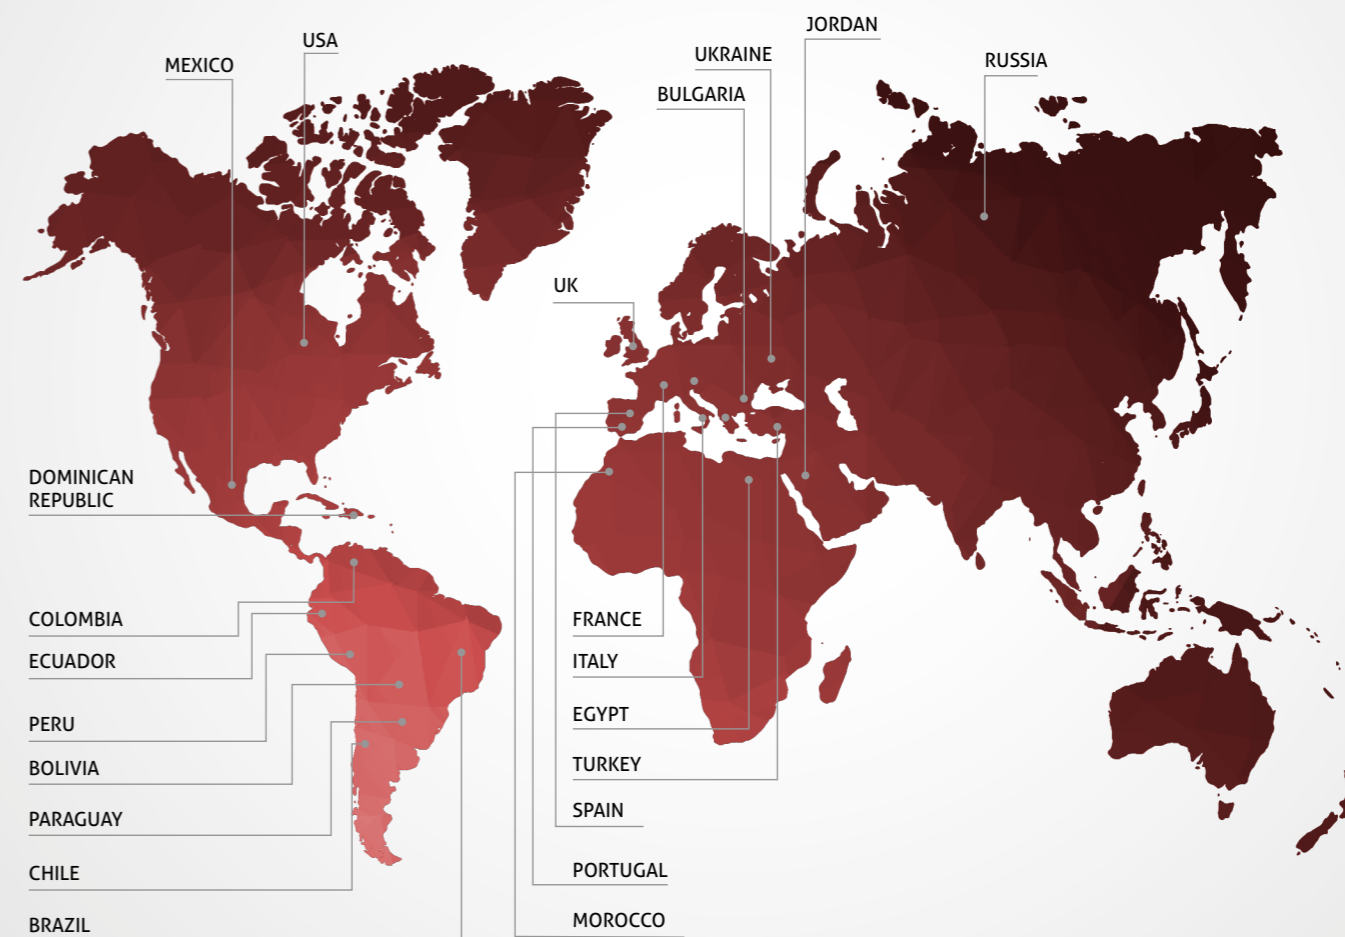 JORDAN
USA
UKRAINE
RUSSIA
MEXICO
BULGARIA
UK
DOMINICAN
REPUBLIC
COLOMBIA
FRANCE
ECUADOR
ITALY
EGYPT
PERU
TURKEY
BOLIVIA
SPAIN
PARAGUAY
PORTUGAL
CHILE
MOROCCO
BRAZIL